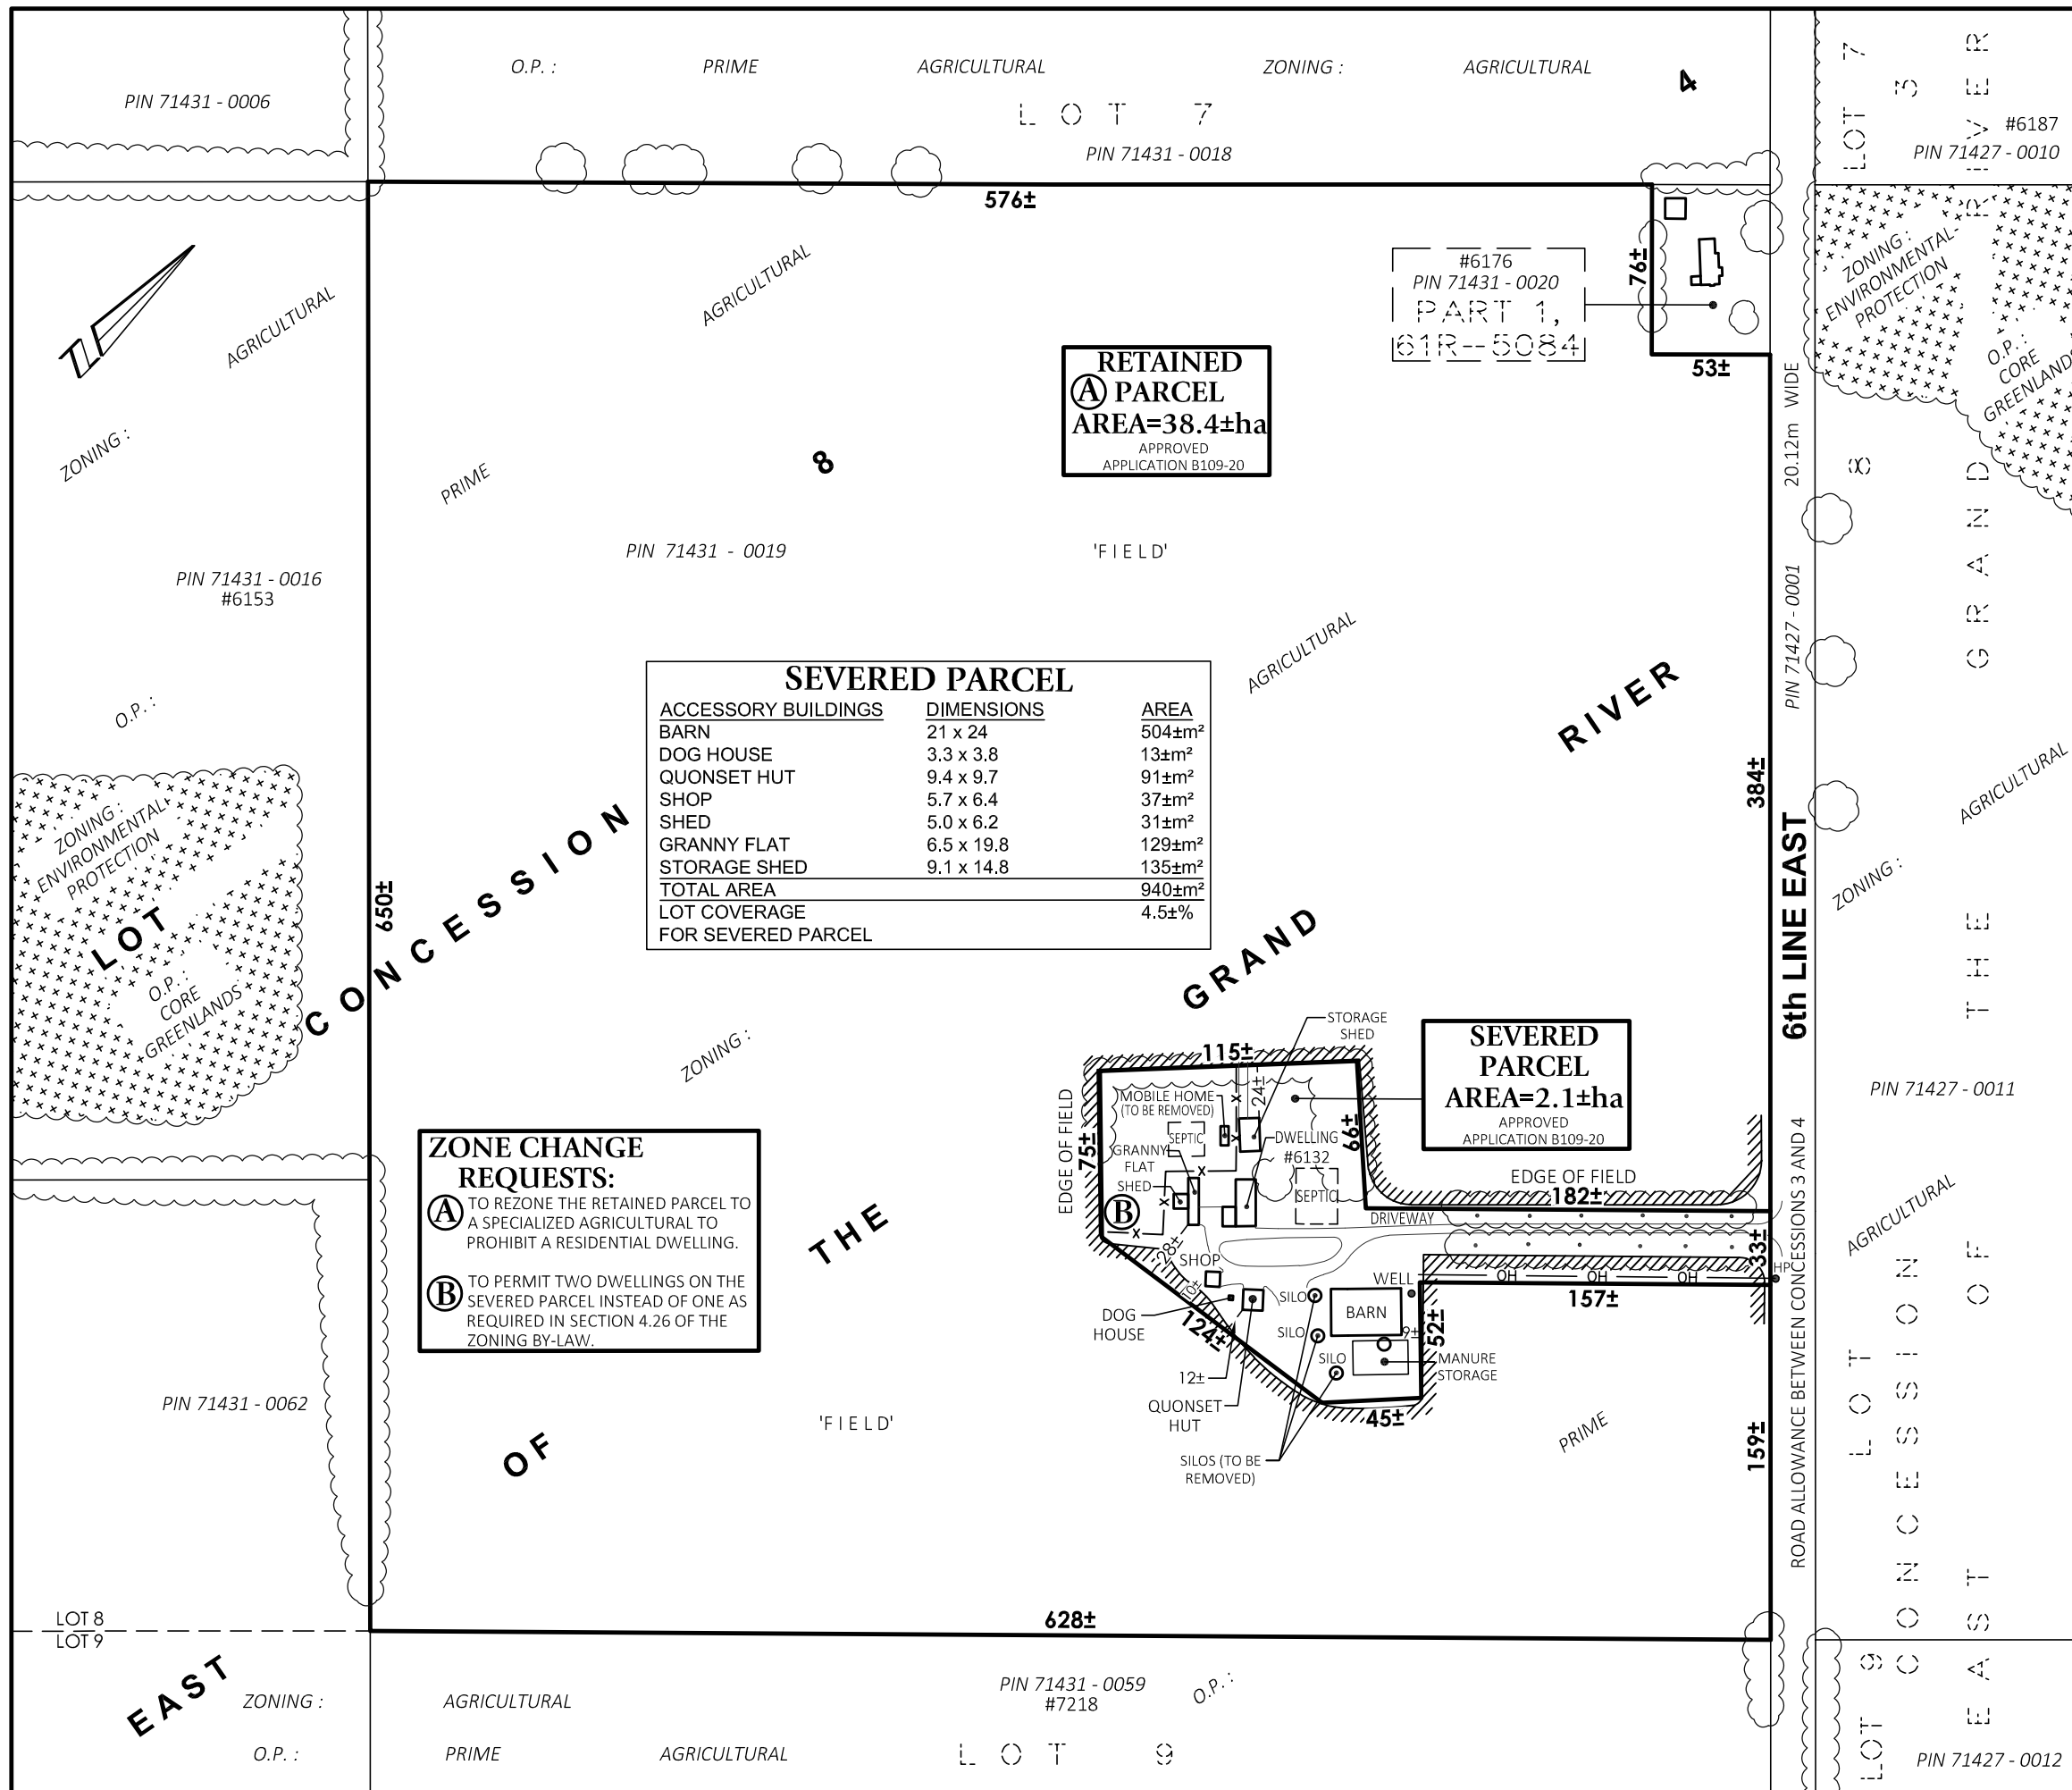 O.P. : PRIME AGRICULTURAL ZONING : AGRICULTURAL
4
LOT 7
PIN 71431 - 0006
PIN 71431 - 0018
LOT 7
3
RIVER
#6187
PIN 71427 - 0010
576±
AGRICULTURAL
AGRICULTURAL
ZONING :
PRIME
8
#6176
PIN 71431 - 0020
PART 1,
61R--5084
76±
53±
ZONING :
ENVIRONMENTAL
PROTECTION
O.P. :
CORE
GREENLANDS
RETAINED
A PARCEL
AREA=38.4±ha
APPROVED
APPLICATION B109-20
20.12m WIDE
8
GRAND
PIN 71431 - 0019
'FIELD'
PIN 71431 - 0016
#6153
O.P. :
PIN 71427 - 0001
AGRICULTURAL
RIVER
SEVERED PARCEL
ACCESSORY BUILDINGS DIMENSIONS AREA
BARN 21 x 24 504±m²
DOG HOUSE 3.3 x 3.8 13±m²
QUONSET HUT 9.4 x 9.7 91±m²
SHOP 5.7 x 6.4 37±m²
SHED 5.0 x 6.2 31±m²
GRANNY FLAT 6.5 x 19.8 129±m²
STORAGE SHED 9.1 x 14.8 135±m²
TOTAL AREA 940±m²
LOT COVERAGE 4.5±%
FOR SEVERED PARCEL
384±
6th LINE EAST
AGRICULTURAL
ZONING :
THE
ZONING :
ENVIRONMENTAL
PROTECTION
LOT
O.P. :
CORE
GREENLANDS
650±
CONCESSION
GRAND
ZONING :
STORAGE
SHED
115±
24±
EDGE OF FIELD
75±
MOBILE HOME
(TO BE REMOVED)
SEPTIC
GRANNY
FLAT
SHED
B
DWELLING
#6132
SEPTIC
66±
SEVERED
PARCEL
AREA=2.1±ha
APPROVED
APPLICATION B109-20
EDGE OF FIELD
182±
DRIVEWAY
33±
HP
OH OH OH
157±
PIN 71427 - 0011
AGRICULTURAL
ZONE CHANGE
REQUESTS:
A TO REZONE THE RETAINED PARCEL TO
A SPECIALIZED AGRICULTURAL TO
PROHIBIT A RESIDENTIAL DWELLING.
B TO PERMIT TWO DWELLINGS ON THE
SEVERED PARCEL INSTEAD OF ONE AS
REQUIRED IN SECTION 4.26 OF THE
ZONING BY-LAW.
THE
28±
SHOP
10±
DOG
HOUSE
124±
12±
QUONSET
HUT
SILO
SILO
SILO
SILOS (TO BE
REMOVED)
WELL
BARN
9±
52±
MANURE
STORAGE
45±
PRIME
159±
ROAD ALLOWANCE BETWEEN CONCESSIONS 3 AND 4
LOT
CONCESSION
OF
PIN 71431 - 0062
'FIELD'
OF
628±
LOT 8
LOT 9
EAST
ZONING : AGRICULTURAL
PIN 71431 - 0059
#7218
O.P. :
O.P. : PRIME AGRICULTURAL
LOT 9
LOT 9
EAST
PIN 71427 - 0012